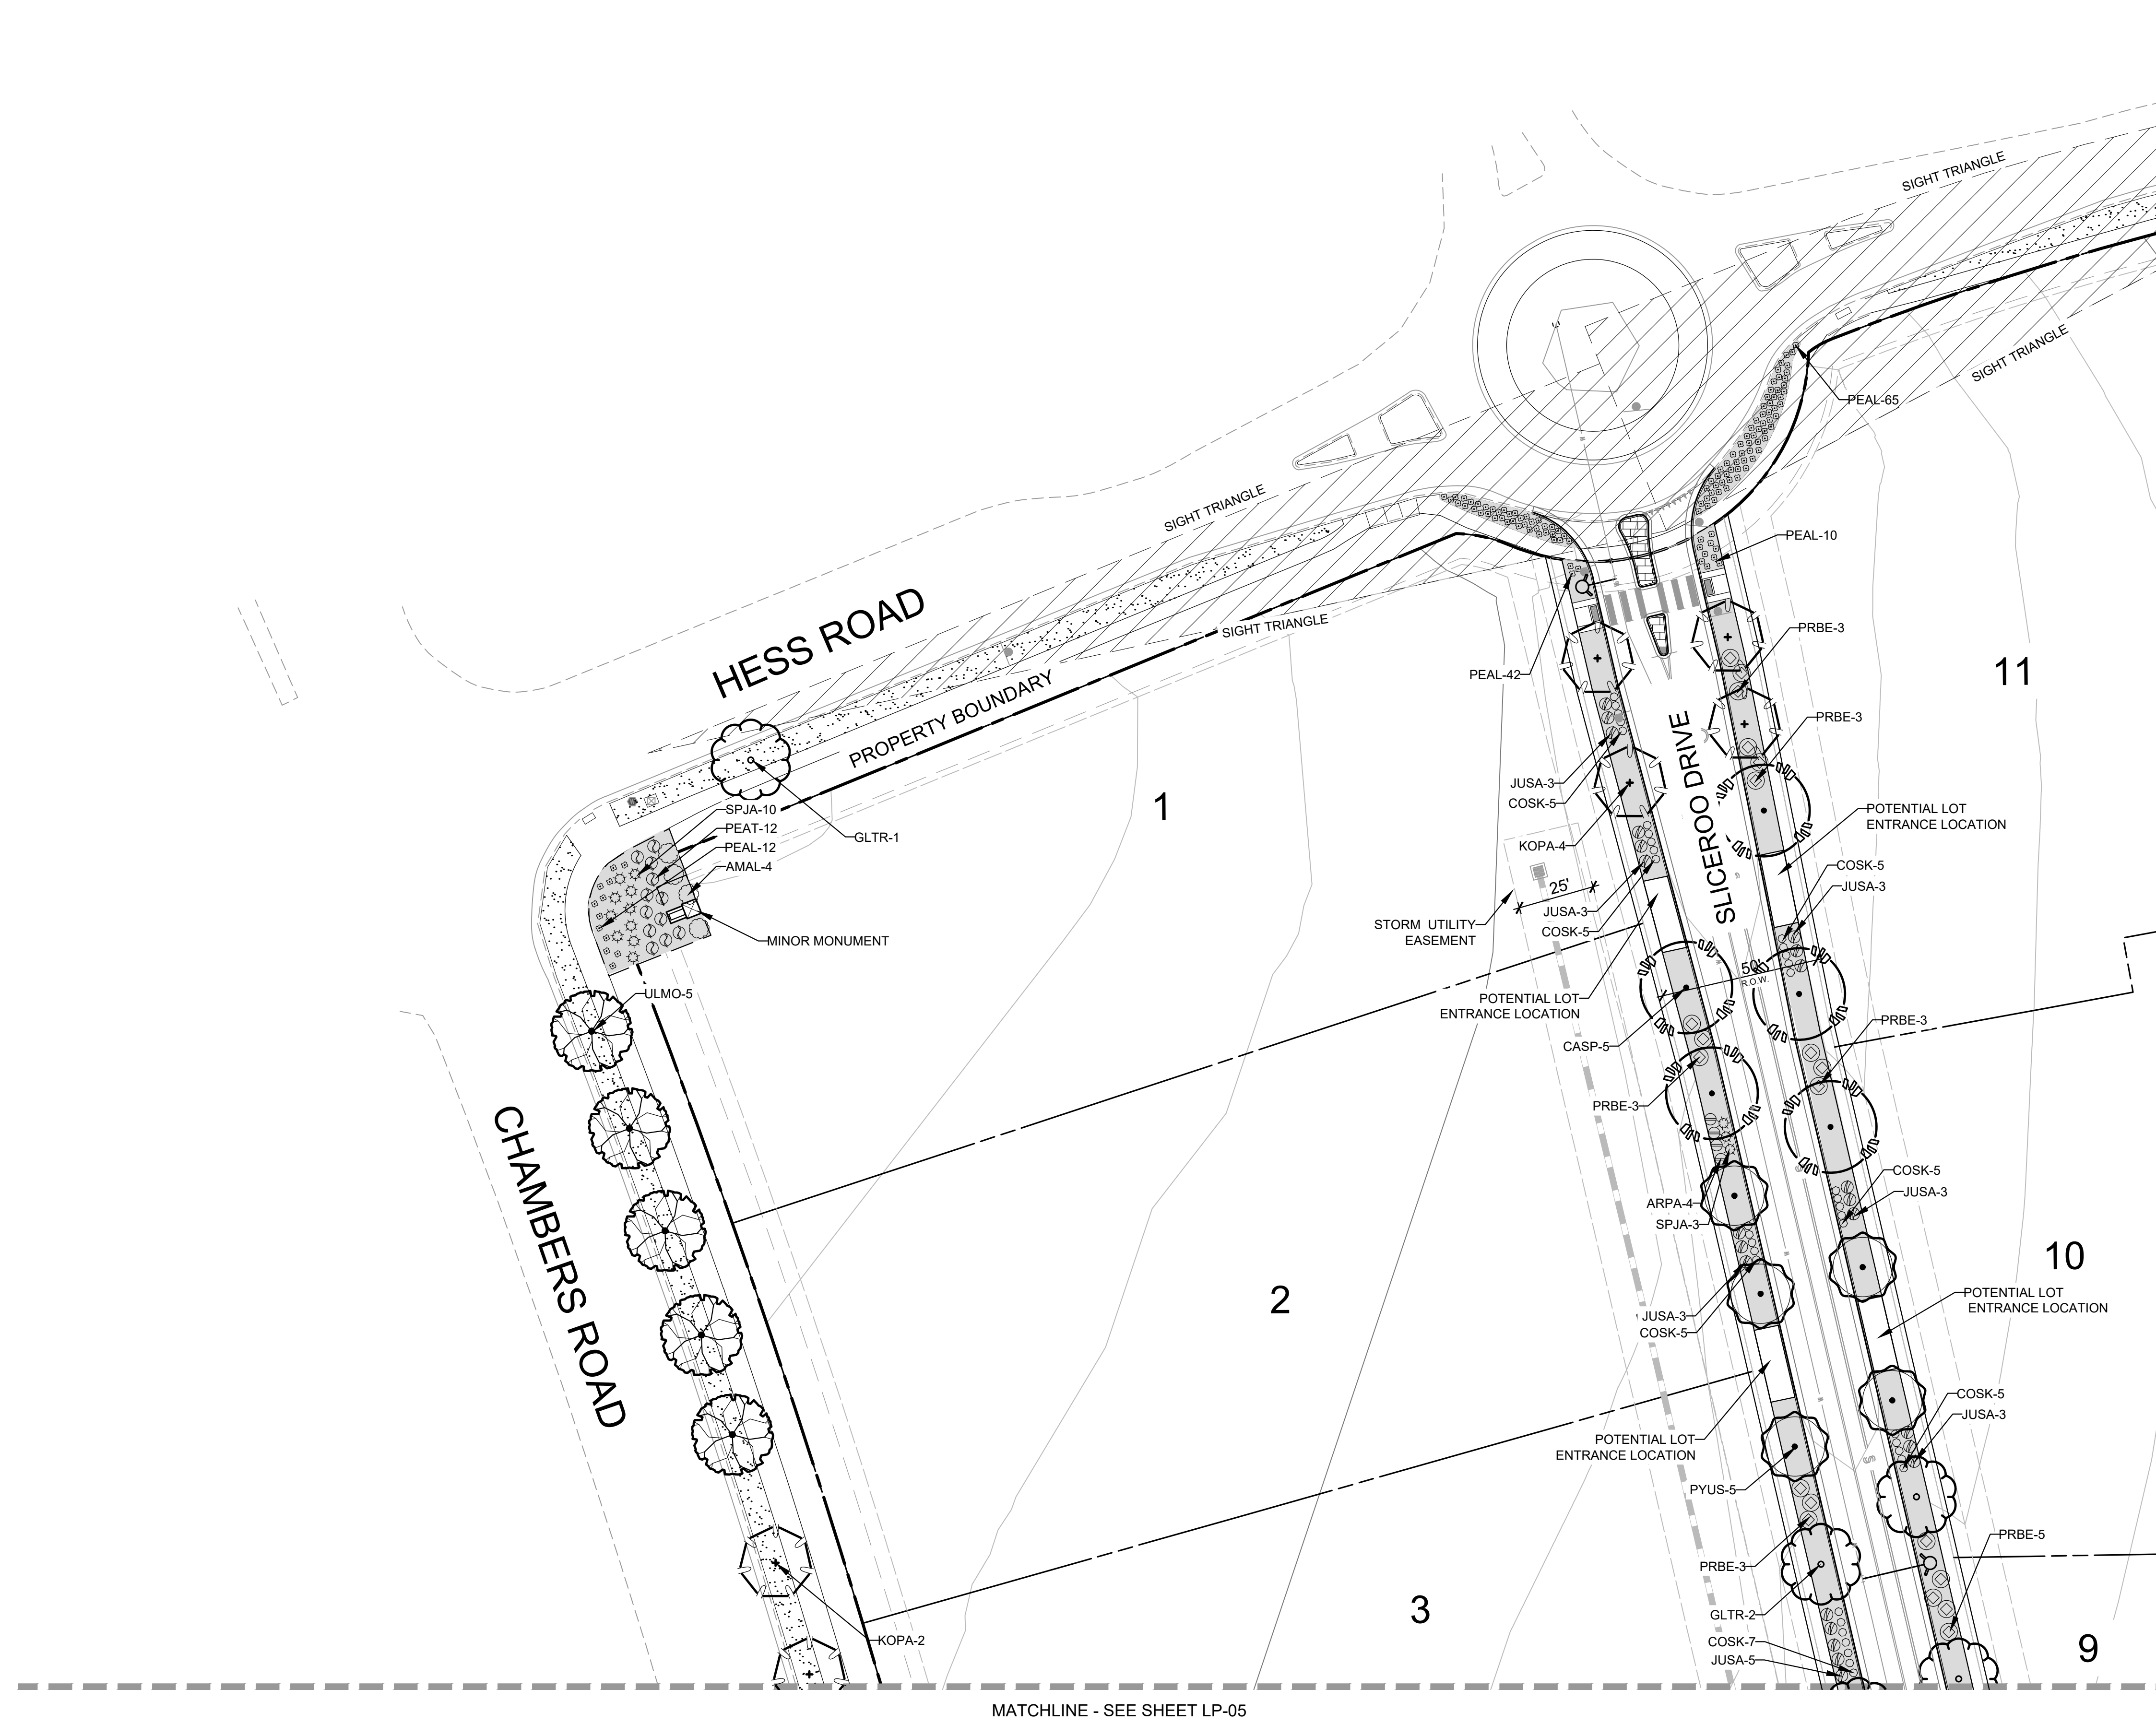 SIGHT TRIANGLE
SIGHT TRIANGLE
PEAL-65
SIGHT TRIANGLE
PEAL-10
HESS ROAD
SIGHT TRIANGLE
PRBE-3
PEAL-42
11
PROPERTY BOUNDARY
PRBE-3
SLICEROO DRIVE
JUSA-3
COSK-5
1
SPJA-10
POTENTIAL LOT
ENTRANCE LOCATION
PEAT-12
GLTR-1
KOPA-4
PEAL-12
AMAL-4
COSK-5
JUSA-3
25'
JUSA-3
STORM UTILITY
EASEMENT
COSK-5
MINOR MONUMENT
50'
R.O.W.
ULMO-5
POTENTIAL LOT
ENTRANCE LOCATION
PRBE-3
CASP-5
PRBE-3
CHAMBERS ROAD
COSK-5
JUSA-3
ARPA-4
SPJA-3
10
2
POTENTIAL LOT
ENTRANCE LOCATION
JUSA-3
COSK-5
COSK-5
JUSA-3
POTENTIAL LOT
ENTRANCE LOCATION
S
PYUS-5
PRBE-5
PRBE-3
3
GLTR-2
KOPA-2
COSK-7
JUSA-5
9
MATCHLINE - SEE SHEET LP-05